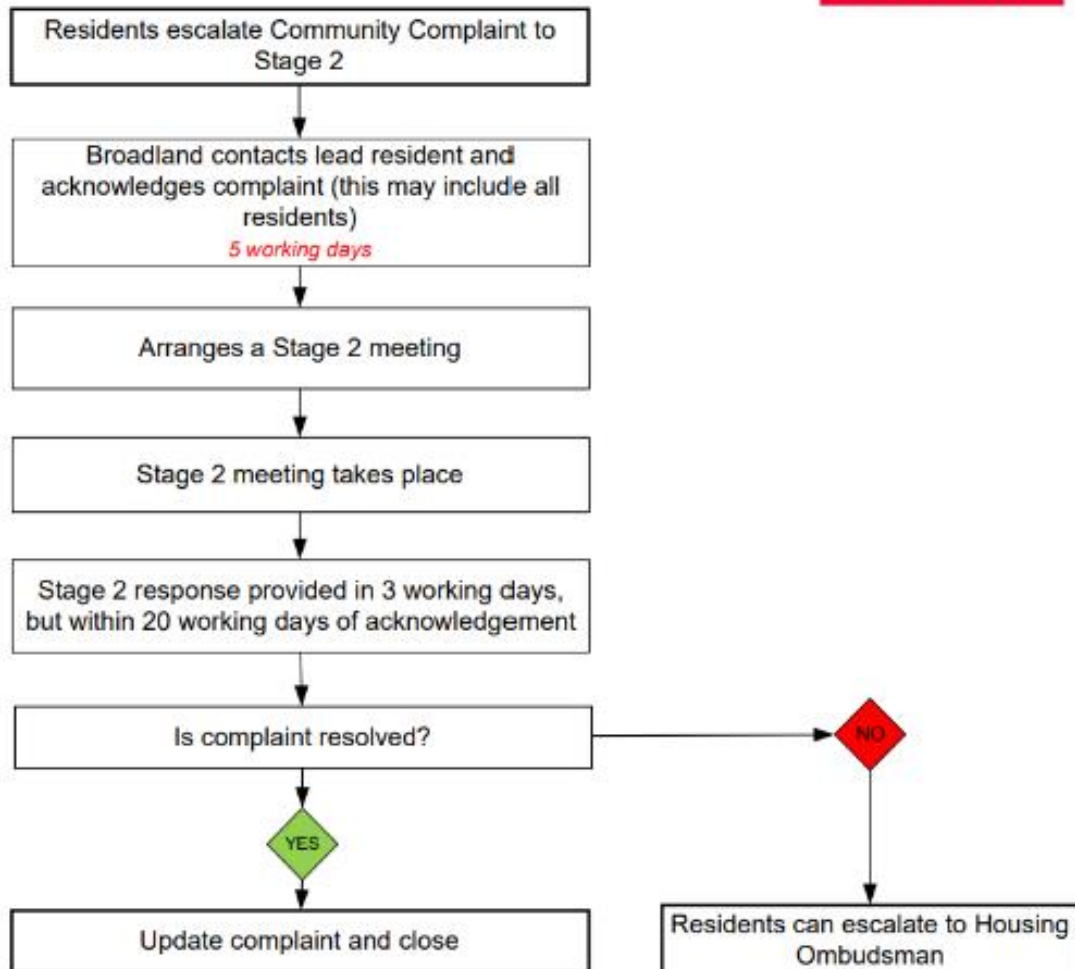 Residents escalate Community Complaint to
Stage 2
Broadland contacts lead resident and
acknowledges complaint (this may include all
residents)
5 working days
Arranges a Stage 2 meeting
Stage 2 meeting takes place
Stage 2 response provided in 3 working days,
but within 20 working days of acknowledgement
Is complaint resolved?
NO
YES
Update complaint and close
Residents can escalate to Housing
Ombudsman